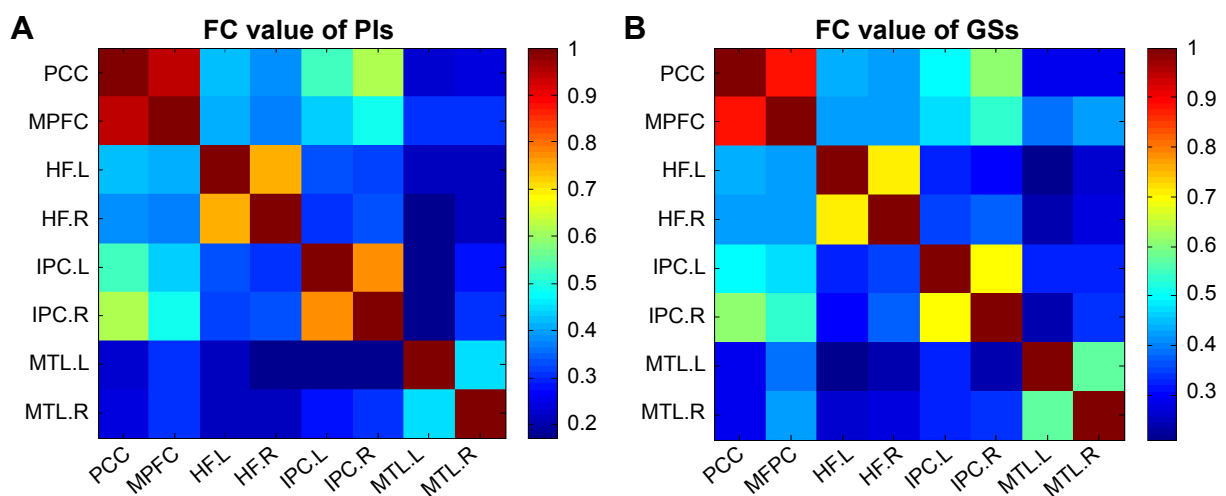 A
FC value of PIs
PCC
MPFC
HF.L
HF.R
IPC.L
IPC.R
MTL.L
MTL.R
PCC
MPFC
HF.L
HF.R
IPC.L
IPC.R
MTL.L
MTL.R
1
0.9
0.8
0.7
0.6
0.5
0.4
0.3
0.2
B
FC value of GSs
PCC
MPFC
HF.L
HF.R
IPC.L
IPC.R
MTL.L
MTL.R
PCC
MFPC
HF.L
HF.R
IPC.L
IPC.R
MTL.L
MTL.R
1
0.9
0.8
0.7
0.6
0.5
0.4
0.3